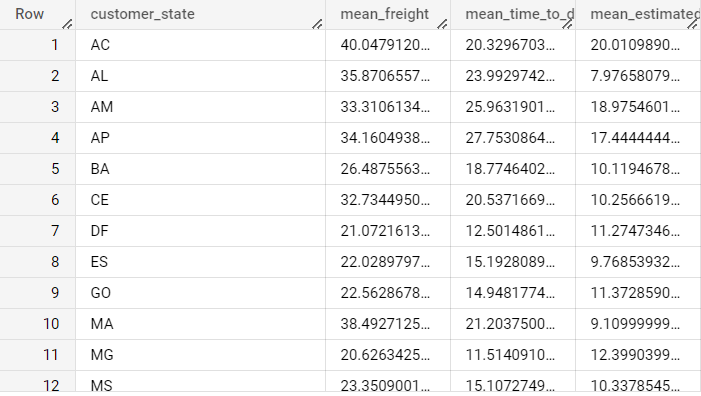 Row customer_state mean_freight mean_time_to_d mean_estimated
1 AC 40.0479120... 20.3296703... 20.0109890...
2 AL 35.8706557... 23.9929742... 7.97658079...
3 AM 33.3106134... 25.9631901... 18.9754601...
4 AP 34.1604938... 27.7530864... 17.4444444...
5 BA 26.4875563... 18.7746402... 10.1194678...
6 CE 32.7344950... 20.5371669... 10.2566619...
7 DF 21.0721613... 12.5014861... 11.2747346...
8 ES 22.0289797... 15.1928089... 9.76853932...
9 GO 22.5628678... 14.9481774... 11.3728590...
10 MA 38.4927125... 21.2037500... 9.10999999...
11 MG 20.6263425... 11.5140910... 12.3990399...
12 MS 23.3509001... 15.1072749... 10.3378545...